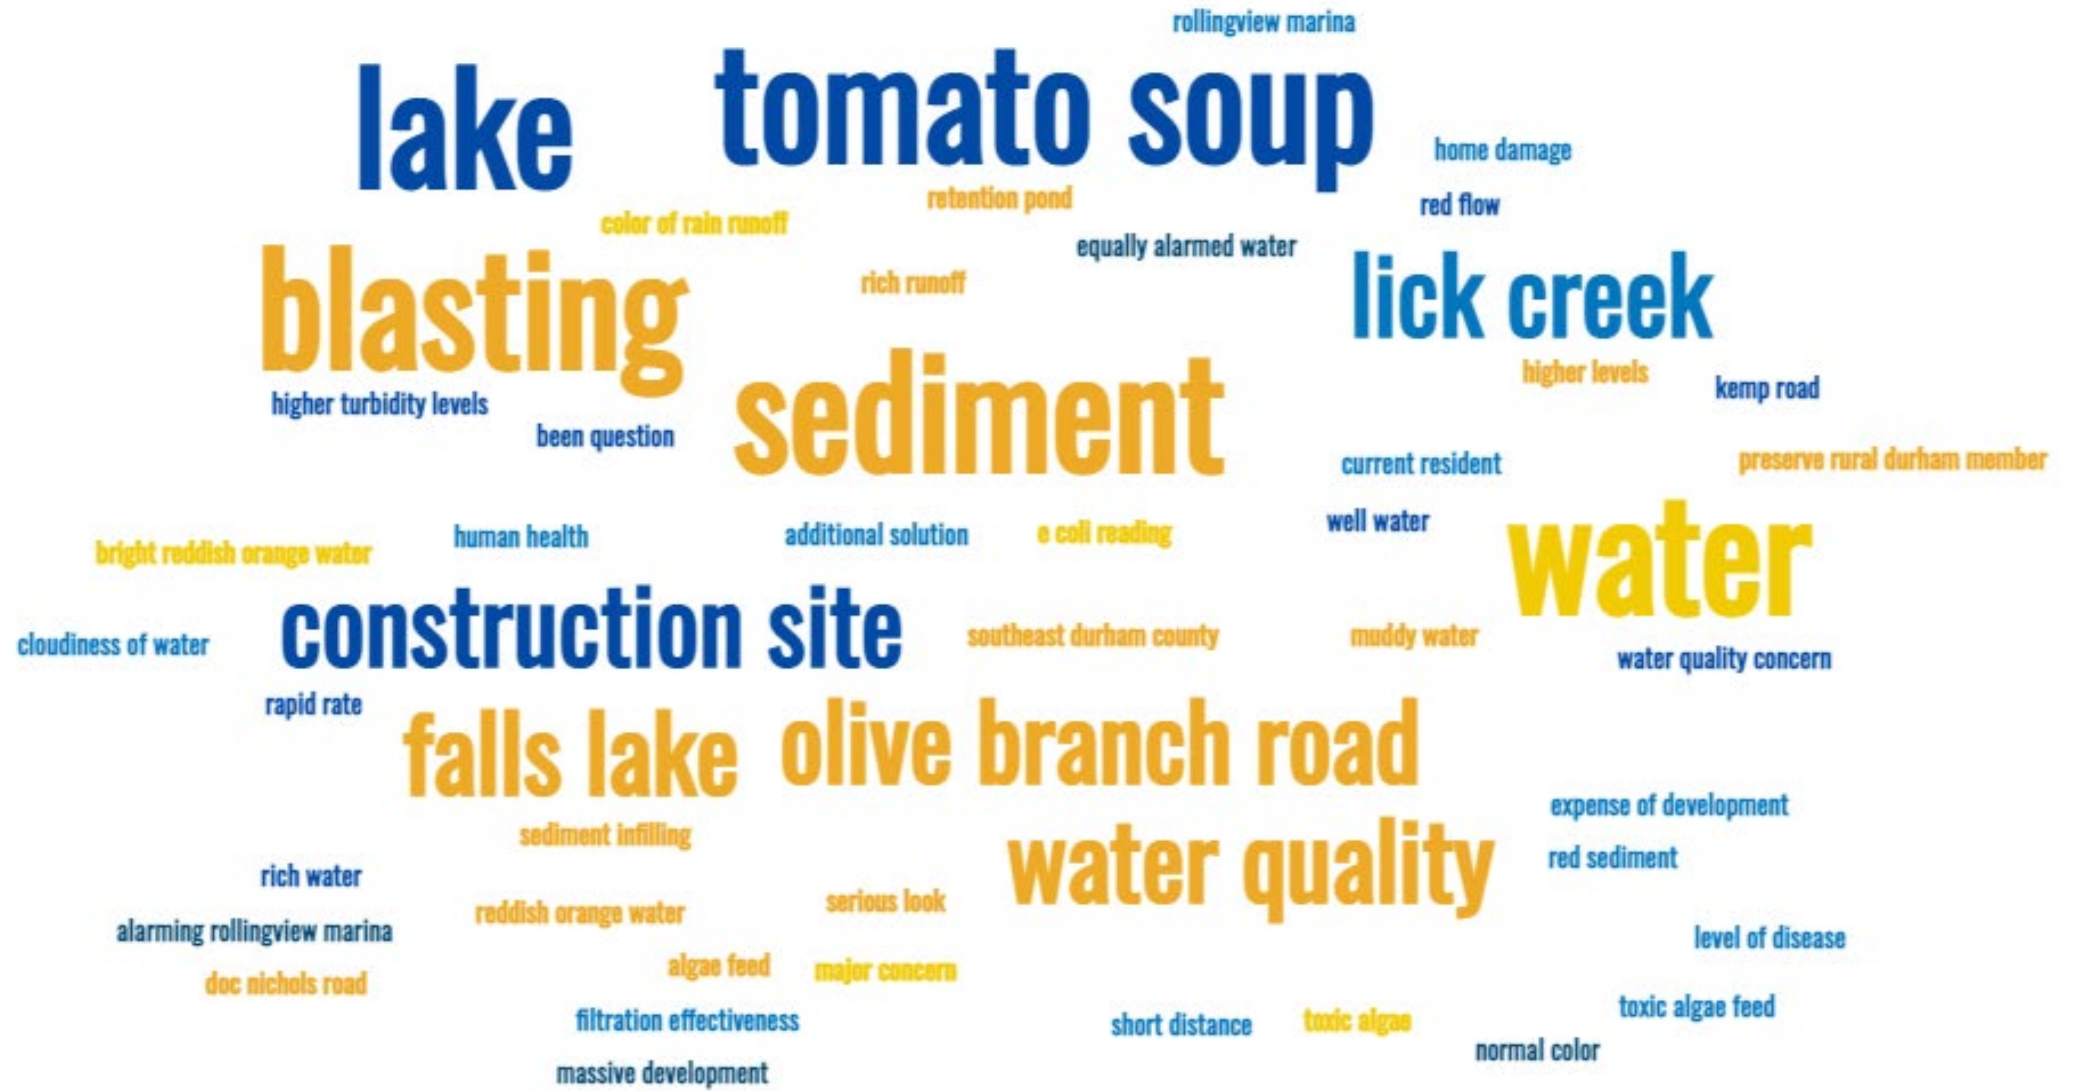 rollingview marina
lake
tomato soup
home damage
retention pond
red flow
color of rain runoff
equally alarmed water
blasting
rich runoff
lick creek
higher levels
kemp road
higher turbidity levels
been question
sediment
current resident
preserve rural durham member
well water
human health
additional solution
e coli reading
bright reddish orange water
water
construction site
southeast durham county
muddy water
cloudiness of water
water quality concern
rapid rate
falls lake
olive branch road
expense of development
sediment infilling
water quality
red sediment
rich water
serious look
reddish orange water
alarming rollingview marina
level of disease
algae feed
major concern
doc nichols road
toxic algae feed
filtration effectiveness
short distance
toxic algae
normal color
massive development